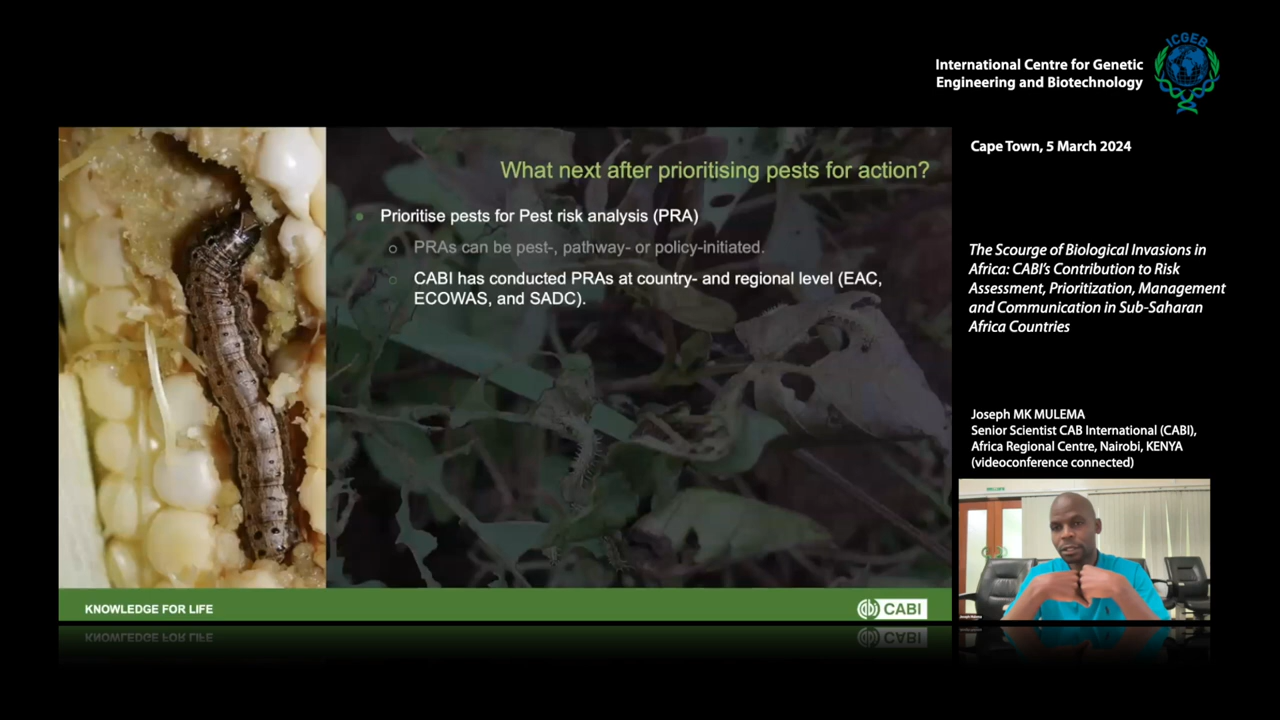 ICGEB
International Centre for Genetic
Engineering and Biotechnology
What next after prioritising pests for action?
Prioritise pests for Pest risk analysis (PRA)
PRAs can be pest-, pathway- or policy-initiated.
CABI has conducted PRAs at country- and regional level (EAC,
ECOWAS, and SADC).
KNOWLEDGE FOR LIFE
CABI
Cape Town, 5 March 2024
The Scourge of Biological Invasions in
Africa: CABI's Contribution to Risk
Assessment, Prioritization, Management
and Communication in Sub-Saharan
Africa Countries
Joseph MK MULEMA
Senior Scientist CAB International (CABI),
Africa Regional Centre, Nairobi, KENYA
(videoconference connected)
Joseph Mulema